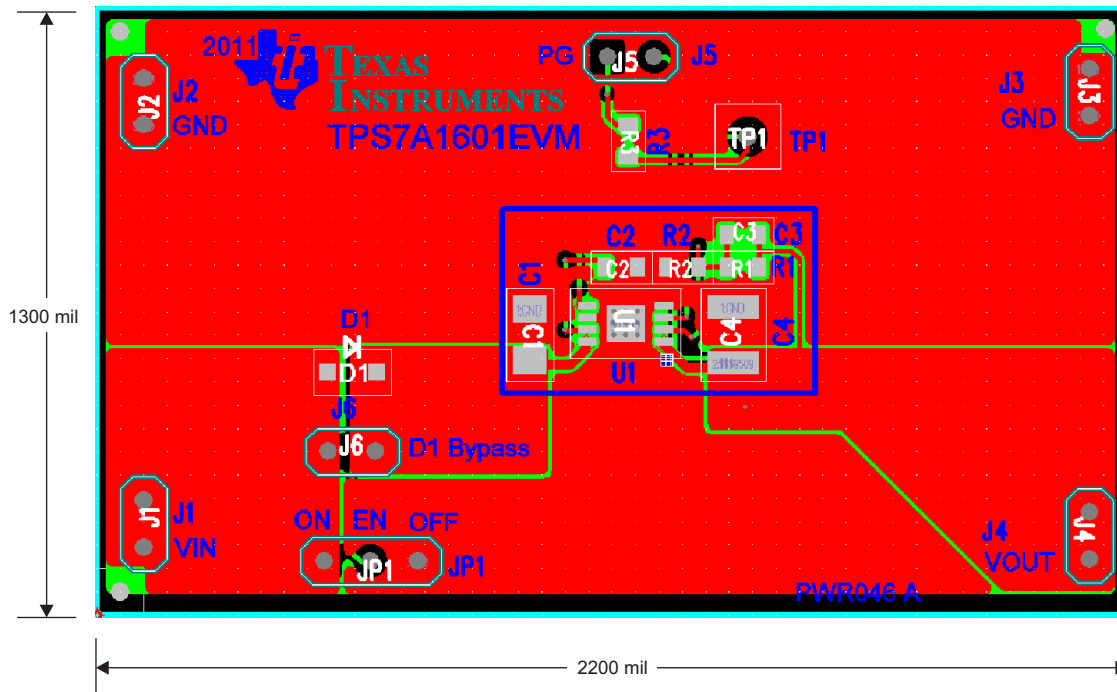 2011
TEXAS
INSTRUMENTS
TPS7A1601EVM
PG
J5
J5
J2
J2
GND
J3
J3
GND
R3
R3
TP1
TP1
C2
R2
C3
C3
C2
R2
R1
R1
C1
C1
GND
U1
U1
GND
C4
C4
D1
D1
J6
J6
D1 Bypass
J1
J1
VIN
ON EN OFF
JP1
JP1
J4
J4
VOUT
PWR046 A
1300 mil
2200 mil